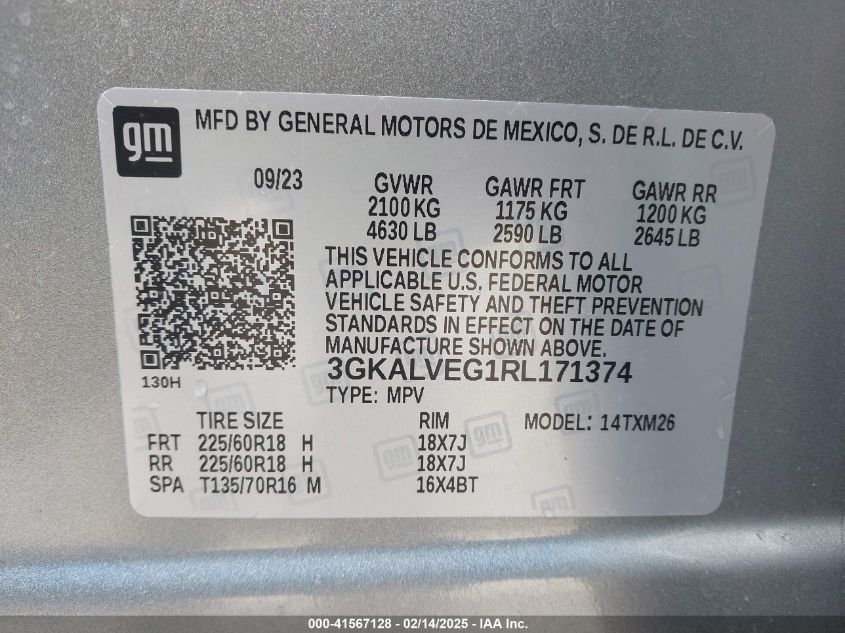 gm
MFD BY GENERAL MOTORS DE MEXICO, S. DE R.L. DE C.V.
09/23 GVWR GAWR FRT GAWR RR
2100 KG 1175 KG 1200 KG
4630 LB 2590 LB 2645 LB
THIS VEHICLE CONFORMS TO ALL
APPLICABLE U.S. FEDERAL MOTOR
VEHICLE SAFETY AND THEFT PREVENTION
STANDARDS IN EFFECT ON THE DATE OF
MANUFACTURE SHOWN ABOVE.
130H
3GKALVEG1RL171374
TYPE: MPV
TIRE SIZE RIM MODEL: 14TXM26
FRT 225/60R18 H 18X7J
RR 225/60R18 H 18X7J
SPA T135/70R16 M 16X4BT
000-41567128 - 02/14/2025 - IAA Inc.